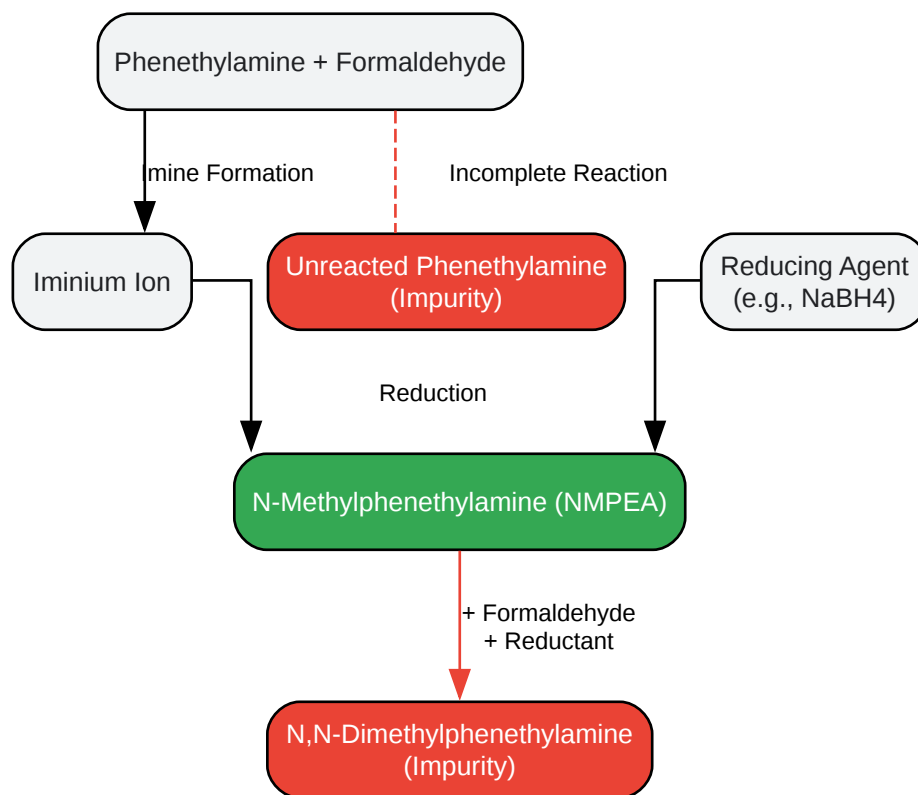 Phenethylamine + Formaldehyde
Imine Formation
Incomplete Reaction
Iminium Ion
Unreacted Phenethylamine
(Impurity)
Reducing Agent
(e.g., NaBH4)
Reduction
N-Methylphenethylamine (NMPEA)
+ Formaldehyde
+ Reductant
N,N-Dimethylphenethylamine
(Impurity)